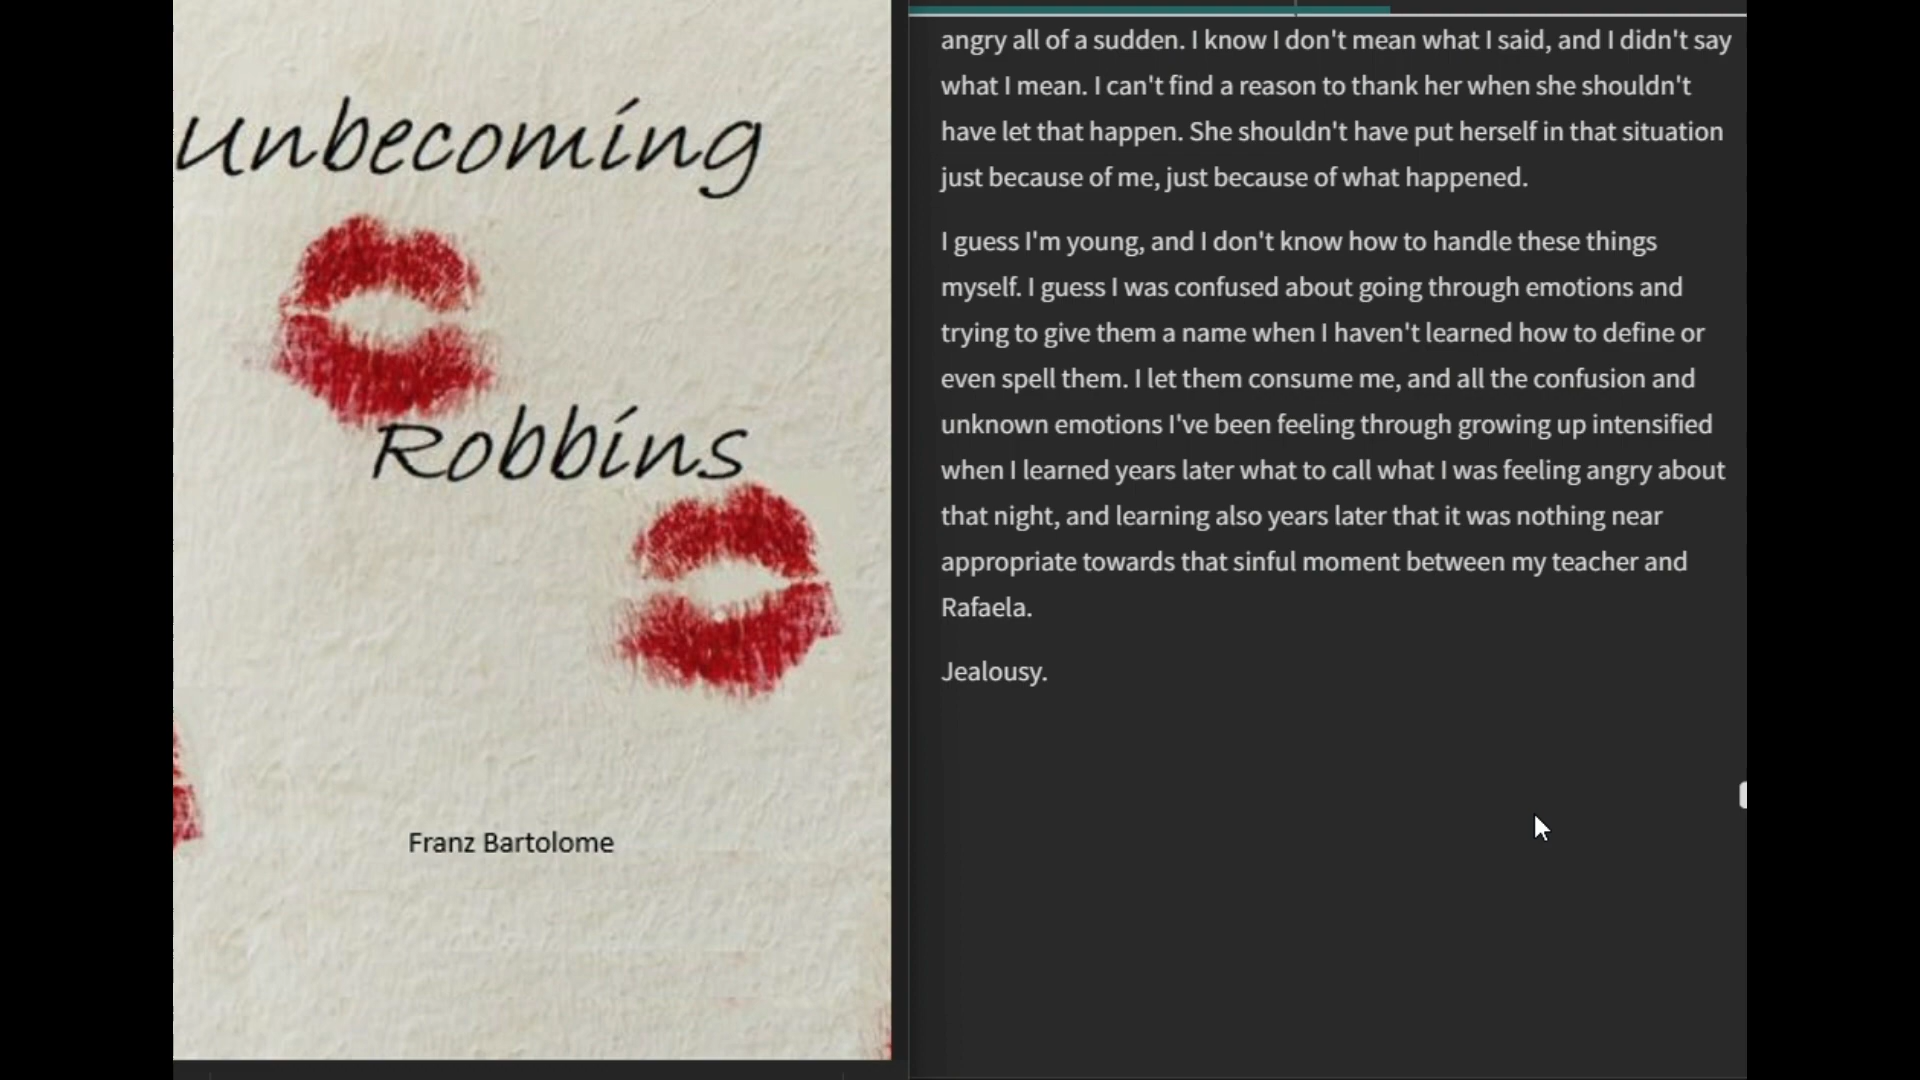 Unbecoming
Robbins
Franz Bartolome
angry all of a sudden. I know I don't mean what I said, and I didn't say
what I mean. I can't find a reason to thank her when she shouldn't
have let that happen. She shouldn't have put herself in that situation
just because of me, just because of what happened.
I guess I'm young, and I don't know how to handle these things
myself. I guess I was confused about going through emotions and
trying to give them a name when I haven't learned how to define or
even spell them. I let them consume me, and all the confusion and
unknown emotions I've been feeling through growing up intensified
when I learned years later what to call what I was feeling angry about
that night, and learning also years later that it was nothing near
appropriate towards that sinful moment between my teacher and
Rafaela.
Jealousy.